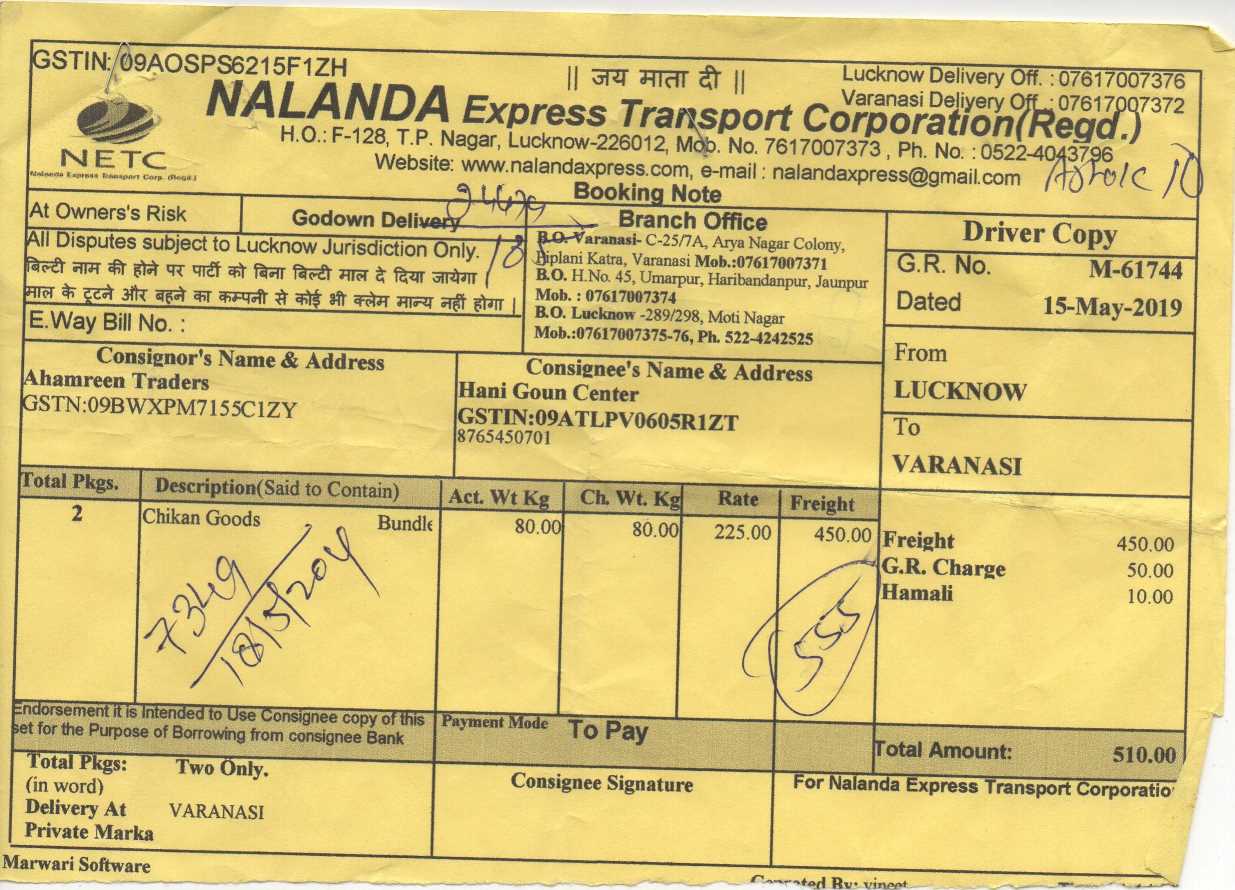 GSTIN: 09AOSPS6215F1ZH
|| जय माता दी ||
Lucknow Delivery Off. : 07617007376
Varanasi Delivery Off. : 07617007372
NALANDA Express Transport Corporation(Regd.)
H.O.: F-128, T.P. Nagar, Lucknow-226012, Mob. No. 7617007373 , Ph. No. : 0522-4043796
Website: www.nalandaxpress.com, e-mail : nalandaxpress@gmail.com
NETC
Nalanda Express Transport Corp. (Regd.)
Booking Note
At Owners's Risk
Godown Delivery
All Disputes subject to Lucknow Jurisdiction Only.
बिल्टी नाम की होने पर पार्टी को बिना बिल्टी माल दे दिया जायेगा |
माल के टूटने और बहने का कम्पनी से कोई भी क्लेम मान्य नहीं होगा |
E.Way Bill No. :
Branch Office
B.O. Varanasi- C-25/7A, Arya Nagar Colony,
Piplani Katra, Varanasi Mob.:07617007371
B.O. H.No. 45, Umarpur, Haribandanpur, Jaunpur
Mob. : 07617007374
B.O. Lucknow -289/298, Moti Nagar
Mob.:07617007375-76, Ph. 522-4242525
Driver Copy
G.R. No. M-61744
Dated 15-May-2019
From
LUCKNOW
To
VARANASI
Consignor's Name & Address
Ahamreen Traders
GSTN:09BWXPM7155C1ZY
Consignee's Name & Address
Hani Goun Center
GSTIN:09ATLPV0605R1ZT
8765450701
Total Pkgs. Description(Said to Contain) Act. Wt Kg Ch. Wt. Kg Rate Freight
2 Chikan Goods Bundle 80.00 80.00 225.00 450.00
Freight 450.00
G.R. Charge 50.00
Hamali 10.00
7349
555
Endorsement it is Intended to Use Consignee copy of this
set for the Purpose of Borrowing from consignee Bank
Payment Mode To Pay
Total Amount: 510.00
Total Pkgs: Two Only.
(in word)
Delivery At VARANASI
Private Marka
Consignee Signature
For Nalanda Express Transport Corporatio
Marwari Software